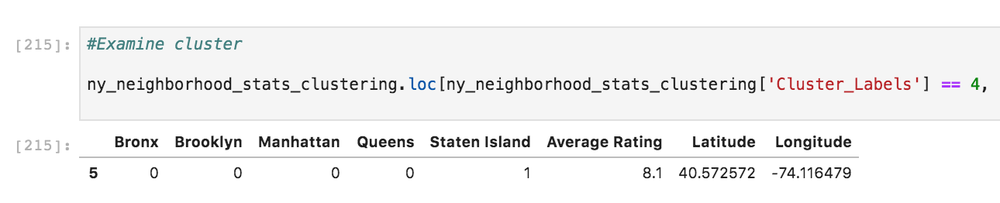 [215]: #Examine cluster
ny_neighborhood_stats_clustering.loc[ny_neighborhood_stats_clustering['Cluster_Labels'] == 4,
[215]: Bronx Brooklyn Manhattan Queens Staten Island Average Rating Latitude Longitude
5 0 0 0 0 1 8.1 40.572572 -74.116479